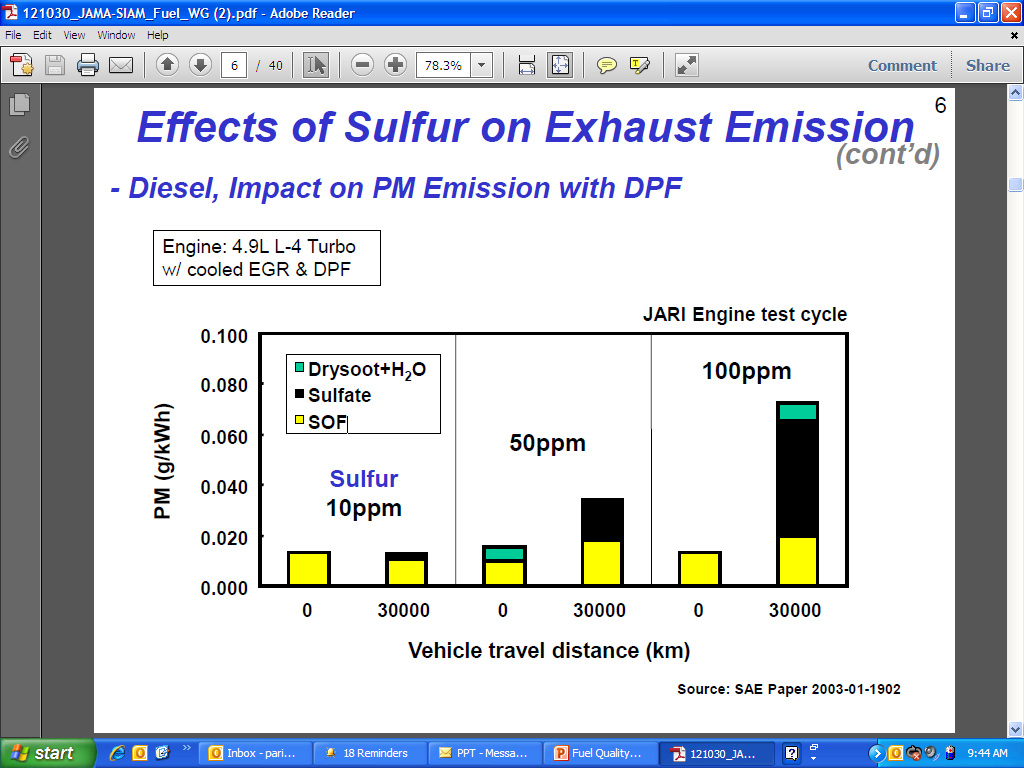 121030_JAMA-SIAM_Fuel_WG (2).pdf - Adobe Reader
File Edit View Window Help
6 / 40 78.3% Comment Share
6
Effects of Sulfur on Exhaust Emission
(cont'd)
- Diesel, Impact on PM Emission with DPF
Engine: 4.9L L-4 Turbo
w/ cooled EGR & DPF
JARI Engine test cycle
PM (g/kWh)
0.100
0.080
0.060
0.040
0.020
0.000
Drysoot+H2O
Sulfate
SOF
Sulfur
10ppm
50ppm
100ppm
0 30000 0 30000 0 30000
Vehicle travel distance (km)
Source: SAE Paper 2003-01-1902
start Inbox - pari... 18 Reminders PPT - Messa... Fuel Quality... 121030_JA... 9:44 AM